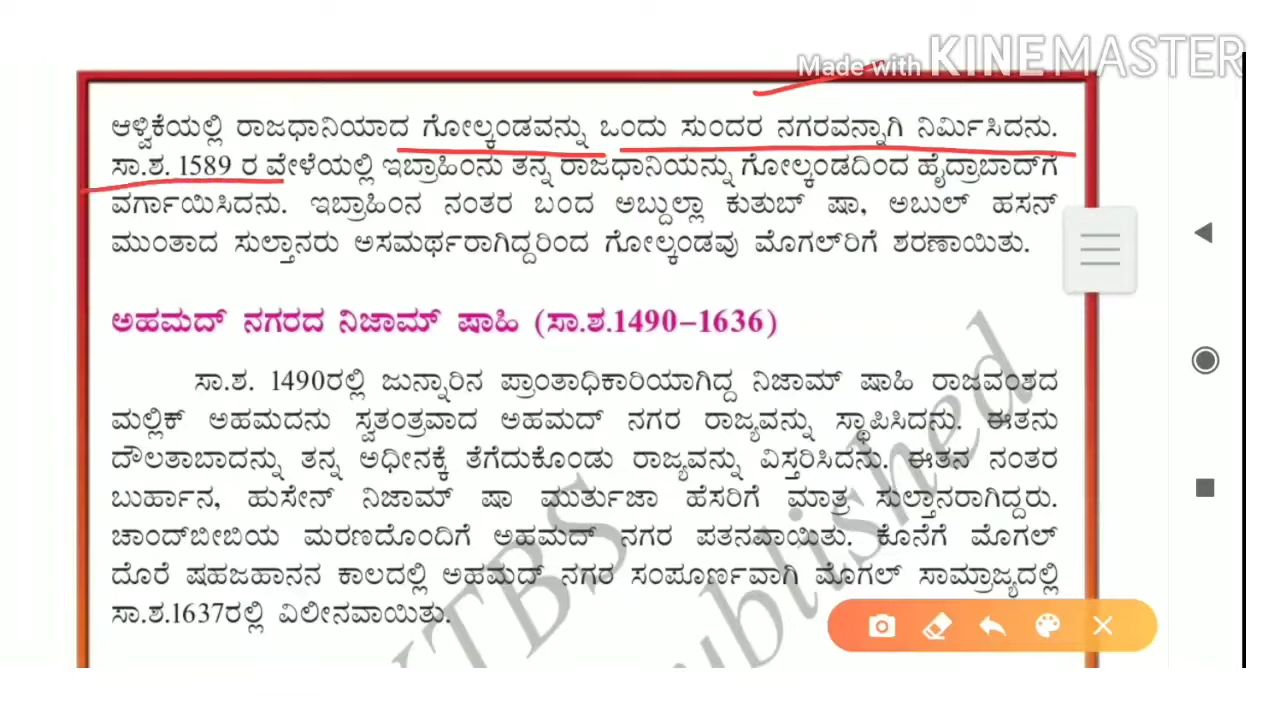 Made with KINEMASTER
ಆಳ್ವಿಕೆಯಲ್ಲಿ ರಾಜಧಾನಿಯಾದ ಗೋಲ್ಕಂಡವನ್ನು ಒಂದು ಸುಂದರ ನಗರವನ್ನಾಗಿ ನಿರ್ಮಿಸಿದನು.
ಸಾ.ಶ. 1589 ರ ವೇಳೆಯಲ್ಲಿ ಇಬ್ರಾಹಿಂನು ತನ್ನ ರಾಜಧಾನಿಯನ್ನು ಗೋಲ್ಕಂಡದಿಂದ ಹೈದ್ರಾಬಾದ್‌ಗೆ
ವರ್ಗಾಯಿಸಿದನು. ಇಬ್ರಾಹಿಂನ ನಂತರ ಬಂದ ಅಬ್ದುಲ್ಲಾ ಕುತುಬ್ ಷಾ, ಅಬುಲ್ ಹಸನ್
ಮುಂತಾದ ಸುಲ್ತಾನರು ಅಸಮರ್ಥರಾಗಿದ್ದರಿಂದ ಗೋಲ್ಕಂಡವು ಮೊಗಲ್‌ರಿಗೆ ಶರಣಾಯಿತು.
ಅಹಮದ್ ನಗರದ ನಿಜಾಮ್ ಷಾಹಿ (ಸಾ.ಶ.1490–1636)
ಸಾ.ಶ. 1490ರಲ್ಲಿ ಜುನ್ನಾರಿನ ಪ್ರಾಂತಾಧಿಕಾರಿಯಾಗಿದ್ದ ನಿಜಾಮ್ ಷಾಹಿ ರಾಜವಂಶದ
ಮಲ್ಲಿಕ್ ಅಹಮದನು ಸ್ವತಂತ್ರವಾದ ಅಹಮದ್ ನಗರ ರಾಜ್ಯವನ್ನು ಸ್ಥಾಪಿಸಿದನು. ಈತನು
ದೌಲತಾಬಾದನ್ನು ತನ್ನ ಅಧೀನಕ್ಕೆ ತೆಗೆದುಕೊಂಡು ರಾಜ್ಯವನ್ನು ವಿಸ್ತರಿಸಿದನು. ಈತನ ನಂತರ
ಬುರ್ಹಾನ, ಹುಸೇನ್ ನಿಜಾಮ್ ಷಾ ಮುರ್ತುಜಾ ಹೆಸರಿಗೆ ಮಾತ್ರ ಸುಲ್ತಾನರಾಗಿದ್ದರು.
ಚಾಂದ್‌ಬೀಬಿಯ ಮರಣದೊಂದಿಗೆ ಅಹಮದ್ ನಗರ ಪತನವಾಯಿತು. ಕೊನೆಗೆ ಮೊಗಲ್
ದೊರೆ ಷಹಜಹಾನನ ಕಾಲದಲ್ಲಿ ಅಹಮದ್ ನಗರ ಸಂಪೂರ್ಣವಾಗಿ ಮೊಗಲ್ ಸಾಮ್ರಾಜ್ಯದಲ್ಲಿ
ಸಾ.ಶ.1637ರಲ್ಲಿ ವಿಲೀನವಾಯಿತು.